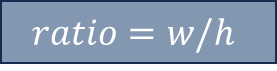 ratio = w/h